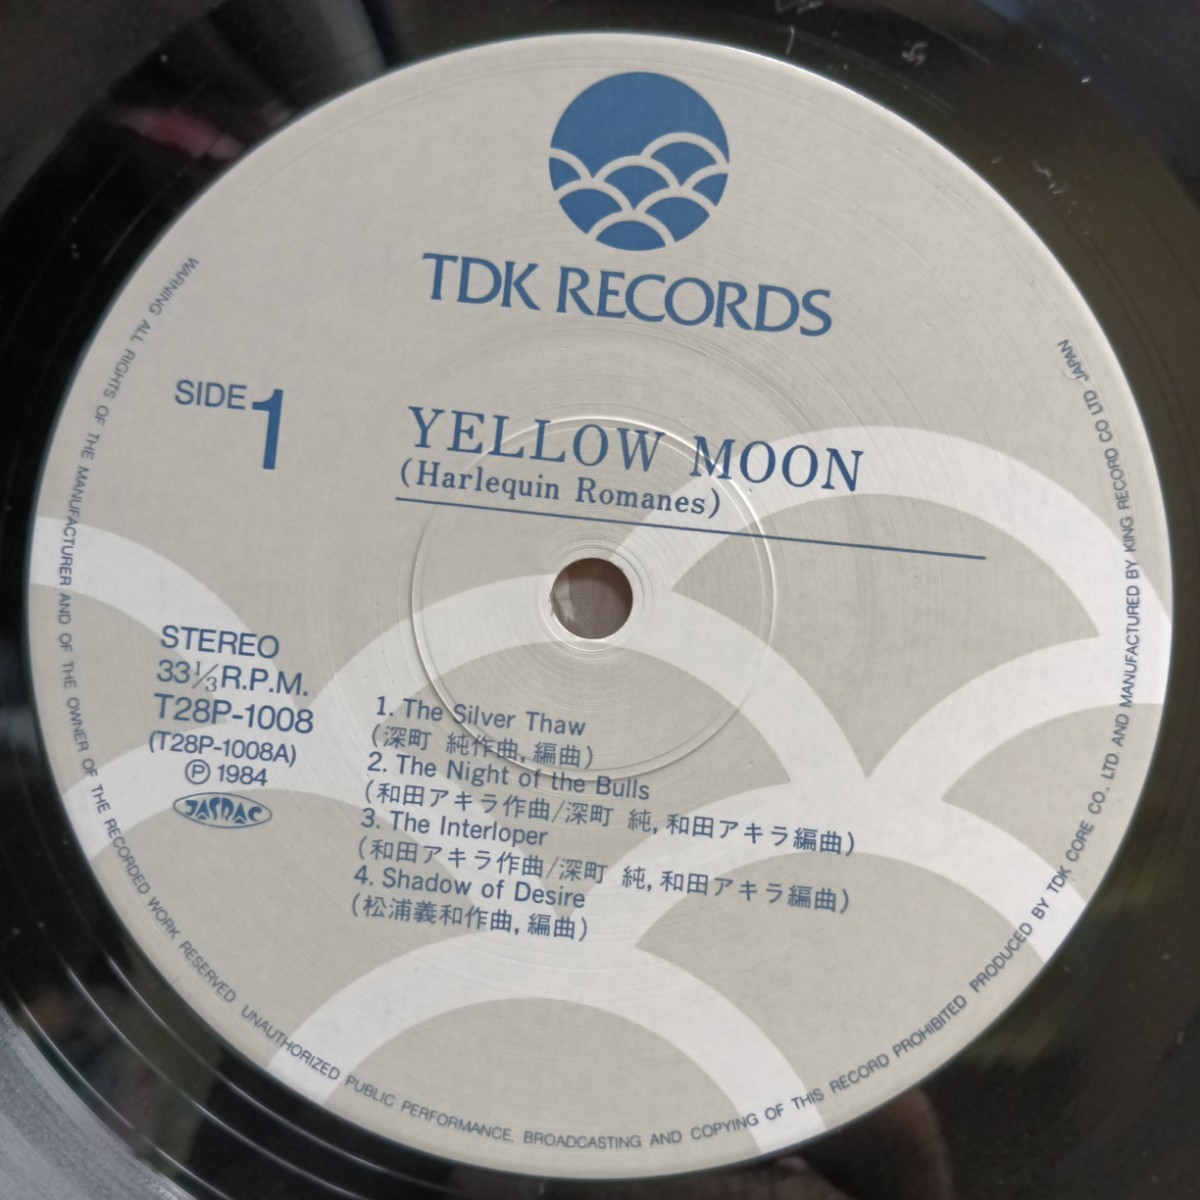 TDK RECORDS
SIDE 1
YELLOW MOON
(Harlequin Romanes)
STEREO
33⅓ R.P.M.
T28P-1008
(T28P-1008A)
Ⓟ 1984
JASRAC
1. The Silver Thaw
(深町 純作曲,編曲)
2. The Night of the Bulls
(和田アキラ作曲/深町 純,和田アキラ編曲)
3. The Interloper
(和田アキラ作曲/深町 純,和田アキラ編曲)
4. Shadow of Desire
(松浦義和作曲,編曲)
WARNING ALL RIGHTS OF THE MANUFACTURER AND OF THE OWNER OF THE RECORDED WORK RESERVED UNAUTHORIZED PUBLIC PERFORMANCE, BROADCASTING AND COPYING OF THIS RECORD PROHIBITED PRODUCED BY TDK CORE CO., LTD AND MANUFACTURED BY KING RECORD CO LTD JAPAN